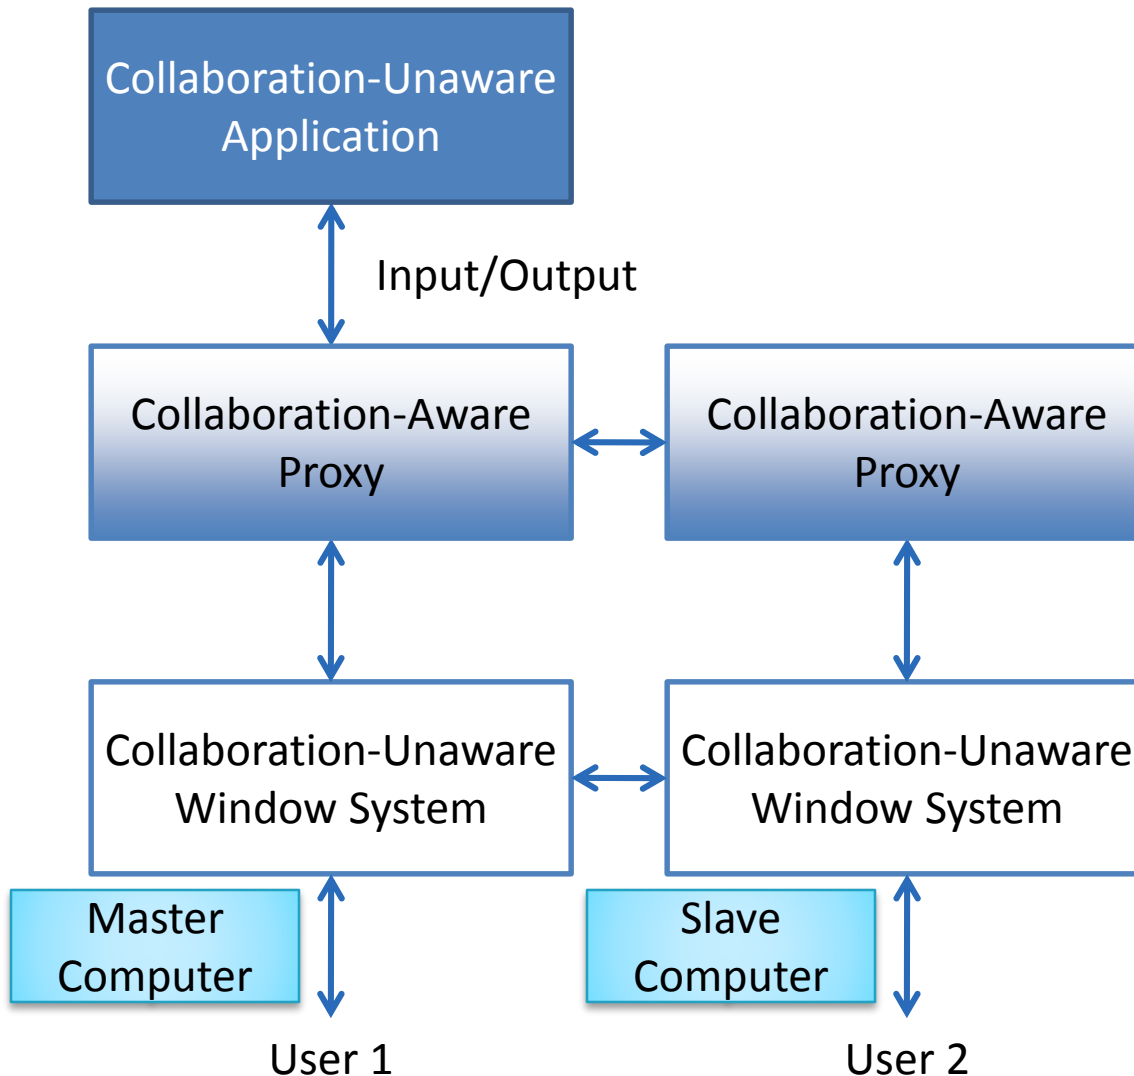 Collaboration-Unaware
Application
Input/Output
Collaboration-Aware
Proxy
Collaboration-Aware
Proxy
Collaboration-Unaware
Window System
Collaboration-Unaware
Window System
Master
Computer
Slave
Computer
User 1
User 2